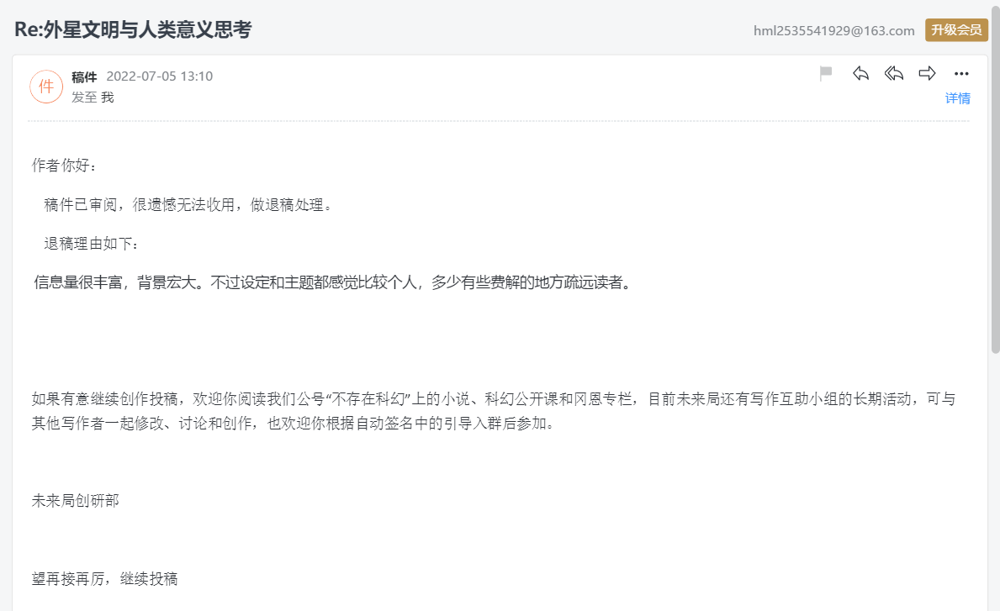 Re:外星文明与人类意义思考
hml2535541929@163.com
升级会员
件
稿件 2022-07-05 13:10
发至 我
详情
作者你好：
稿件已审阅，很遗憾无法收用，做退稿处理。
退稿理由如下：
信息量很丰富，背景宏大。不过设定和主题都感觉比较个人，多少有些费解的地方疏远读者。
如果有意继续创作投稿，欢迎你阅读我们公号“不存在科幻”上的小说、科幻公开课和冈恩专栏，目前未来局还有写作互助小组的长期活动，可与
其他写作者一起修改、讨论和创作，也欢迎你根据自动签名中的引导入群后参加。
未来局创研部
望再接再厉，继续投稿